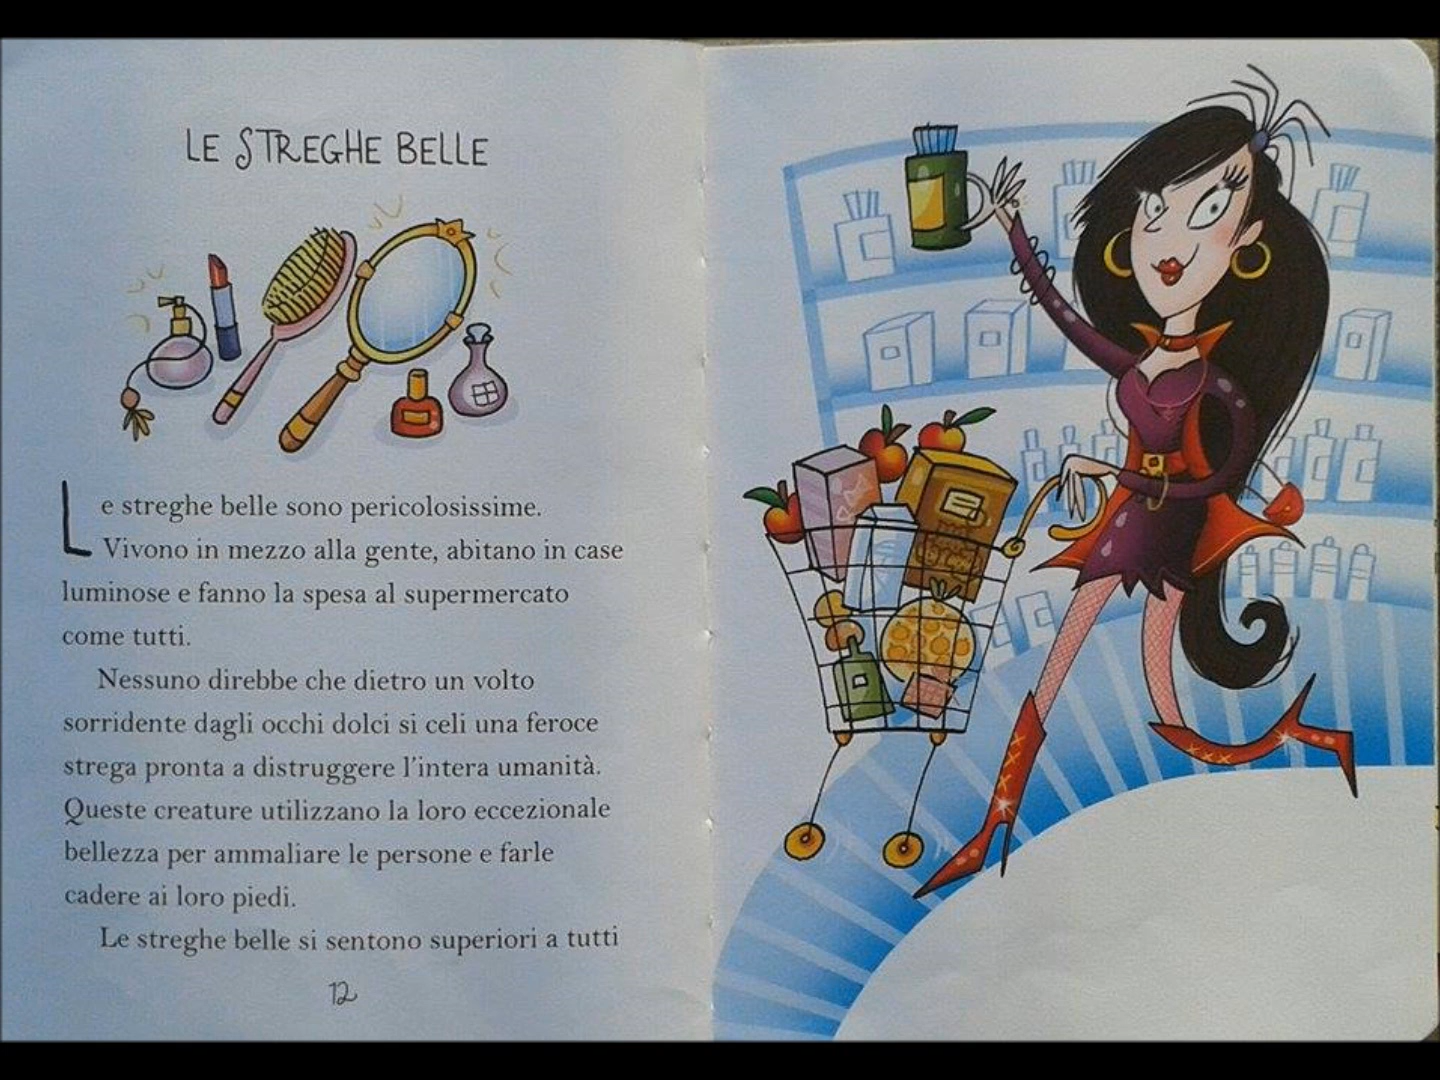 LE STREGHE BELLE
Le streghe belle sono pericolosissime.
Vivono in mezzo alla gente, abitano in case
luminose e fanno la spesa al supermercato
come tutti.
Nessuno direbbe che dietro un volto
sorridente dagli occhi dolci si celi una feroce
strega pronta a distruggere l'intera umanità.
Queste creature utilizzano la loro eccezionale
bellezza per ammaliare le persone e farle
cadere ai loro piedi.
Le streghe belle si sentono superiori a tutti
12